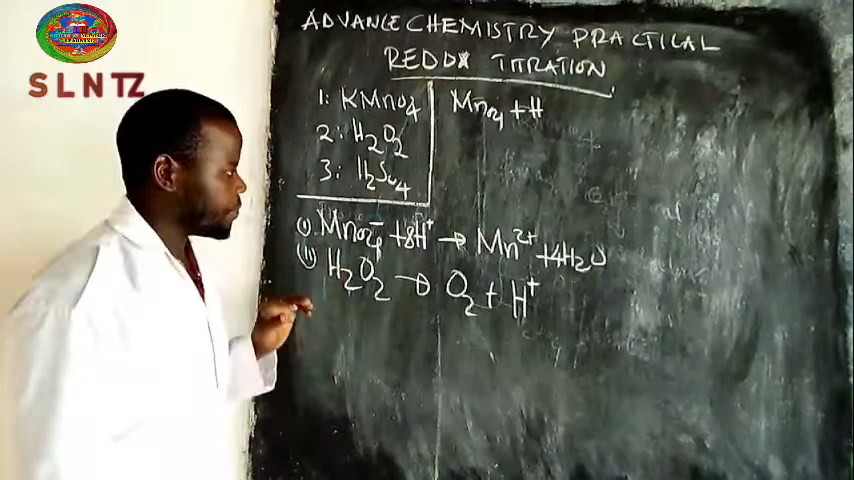 SLNTZ
ADVANCE CHEMISTRY PRACTICAL
REDOX TITRATION
1: KMnO4
2: H2O2
3: H2SO4
MnO4 + H
(i) MnO4⁻ + 8H⁺ → Mn²⁺ + 4H2O
(ii) H2O2 → O2 + H⁺